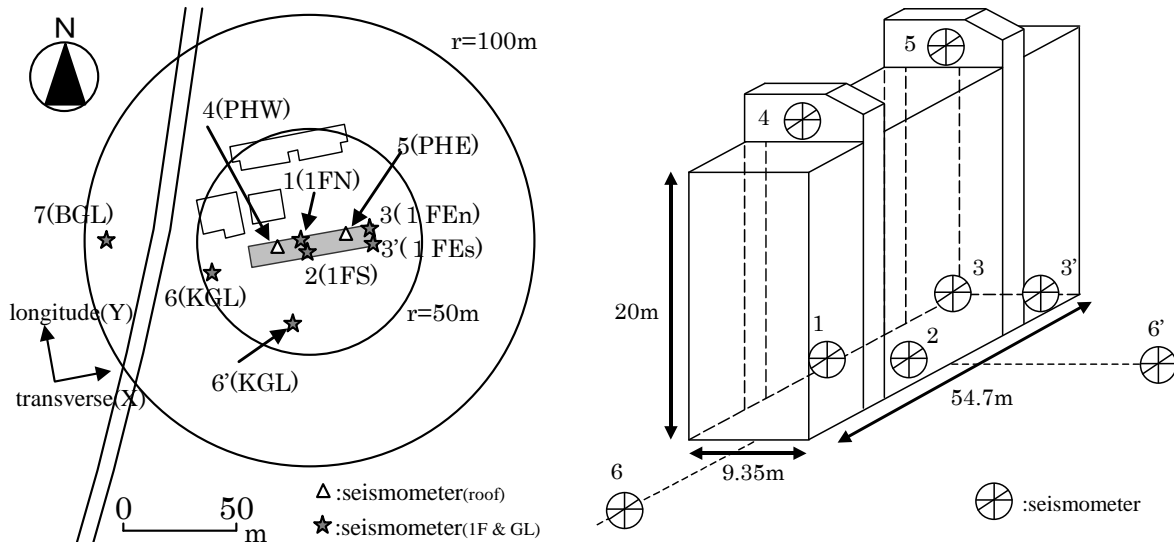 N
r=100m
4(PHW)
5(PHE)
1(1FN)
7(BGL)
3(１FEn)
3'(１FEs)
2(1FS)
6(KGL)
longitude(Y)
r=50m
6'(KGL)
transverse(X)
0 50
m
:seismometer(roof)
:seismometer(1F & GL)
5
4
20m
3
3'
1
2
6'
54.7m
9.35m
6
:seismometer